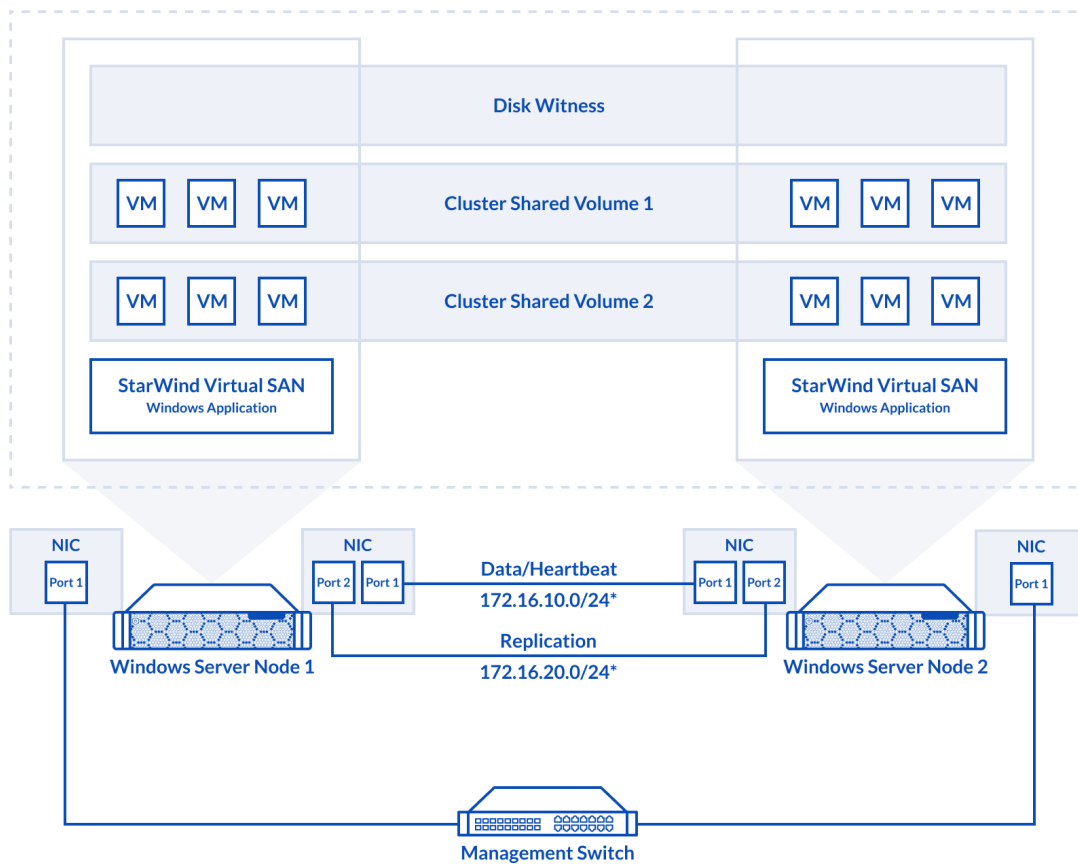 Disk Witness
VM VM VM Cluster Shared Volume 1 VM VM VM
VM VM VM Cluster Shared Volume 2 VM VM VM
StarWind Virtual SAN
Windows Application
StarWind Virtual SAN
Windows Application
NIC
Port 1
NIC
Port 2 Port 1
Data/Heartbeat
172.16.10.0/24*
Replication
172.16.20.0/24*
NIC
Port 1 Port 2
NIC
Port 1
Windows Server Node 1
Windows Server Node 2
Management Switch